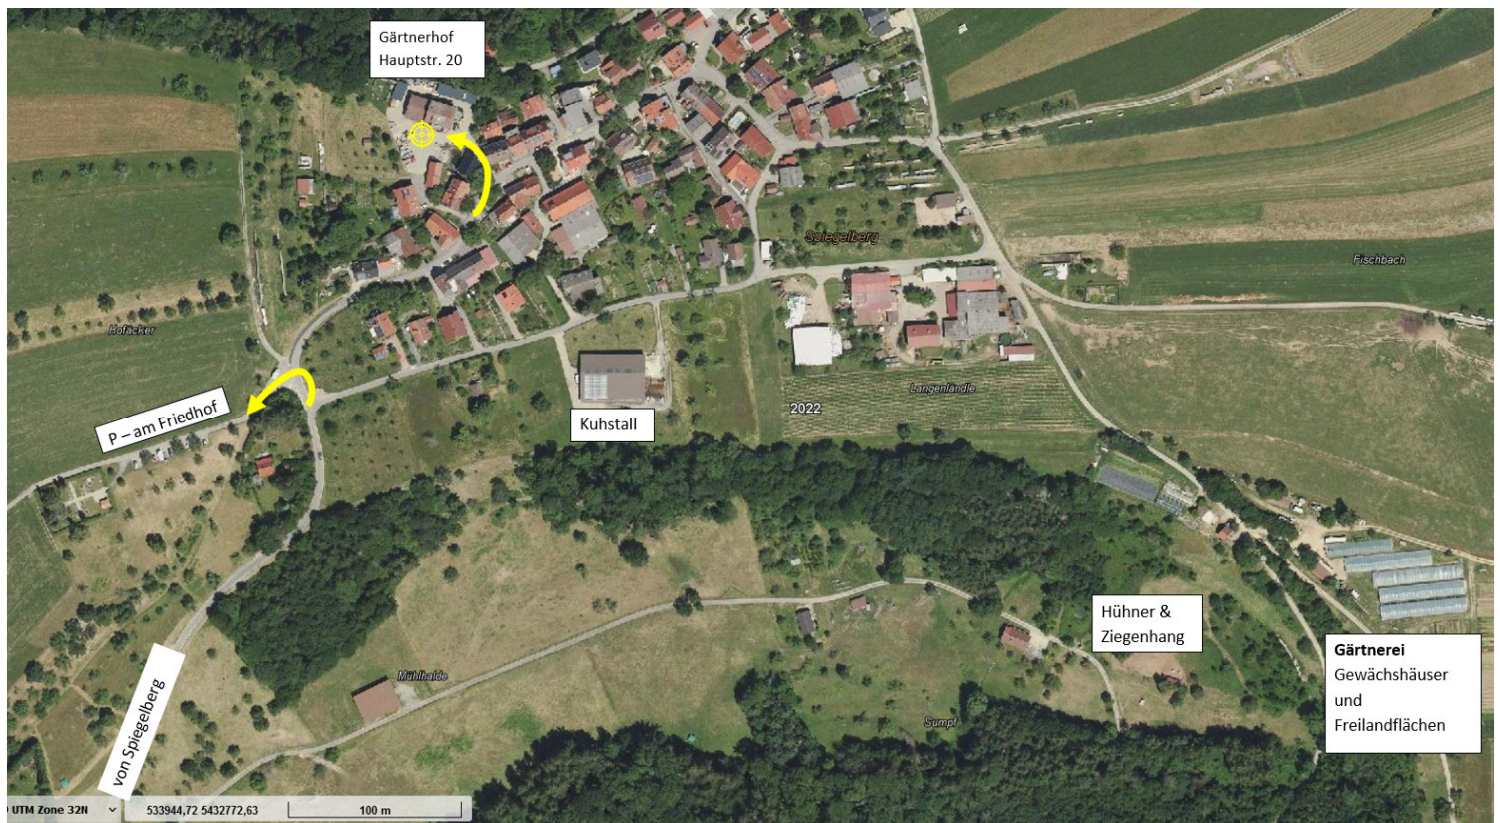 Gärtnerhof
Hauptstr. 20
Spiegelberg
Fischbach
Hofäcker
Langenländle
2022
P – am Friedhof
Kuhstall
Hühner &
Ziegenhang
Gärtnerei
Gewächshäuser
und
Freilandflächen
Mühlhalde
Sumpf
von Spiegelberg
UTM Zone 32N
533944,72 5432772,63
100 m